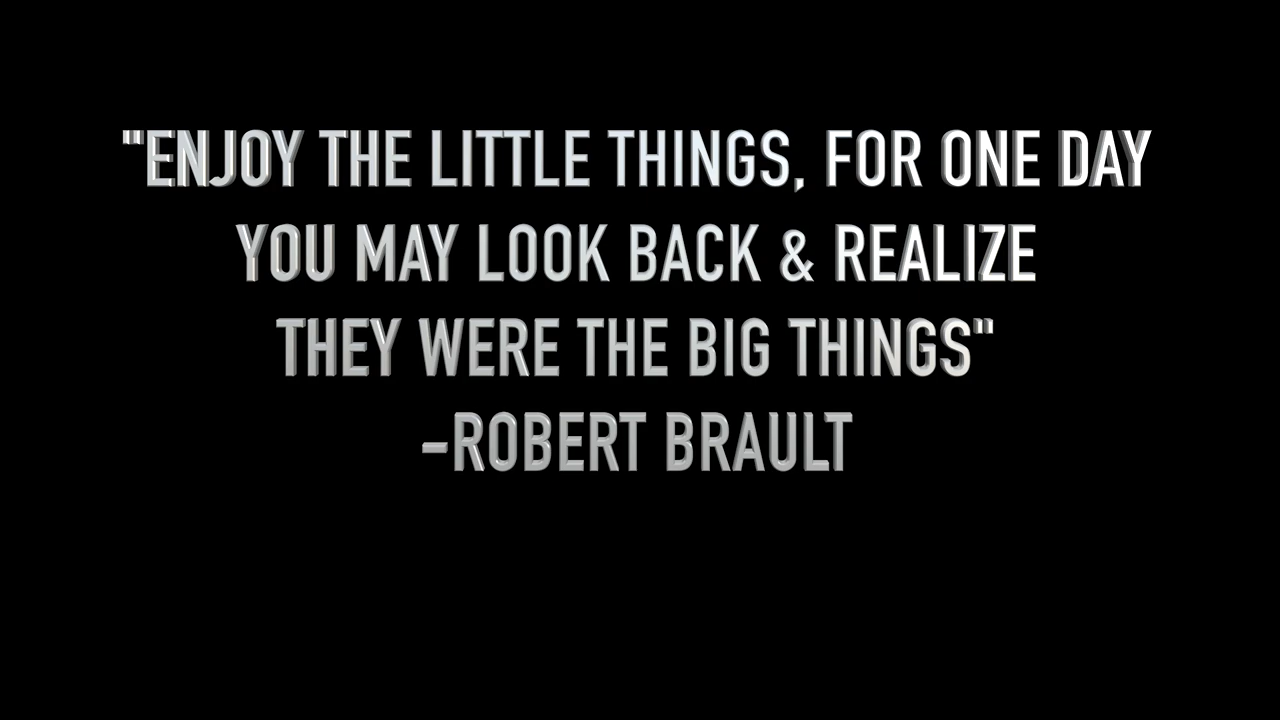 "ENJOY THE LITTLE THINGS, FOR ONE DAY
YOU MAY LOOK BACK & REALIZE
THEY WERE THE BIG THINGS"
-ROBERT BRAULT